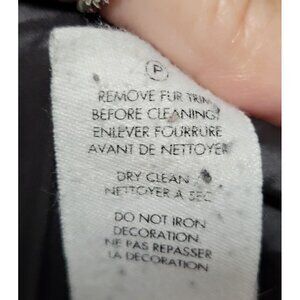 P
REMOVE FUR TRIM
BEFORE CLEANING!
ENLEVER FOURRURE
AVANT DE NETTOYER
DRY CLEAN
NETTOYER A SEC
DO NOT IRON
DECORATION
NE PAS REPASSER
LA DECORATION